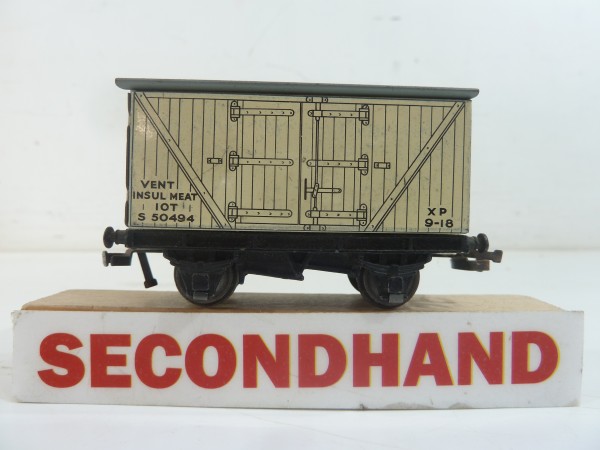 VENT
INSUL MEAT
10T
S 50494
XP
9-18
SECONDHAND